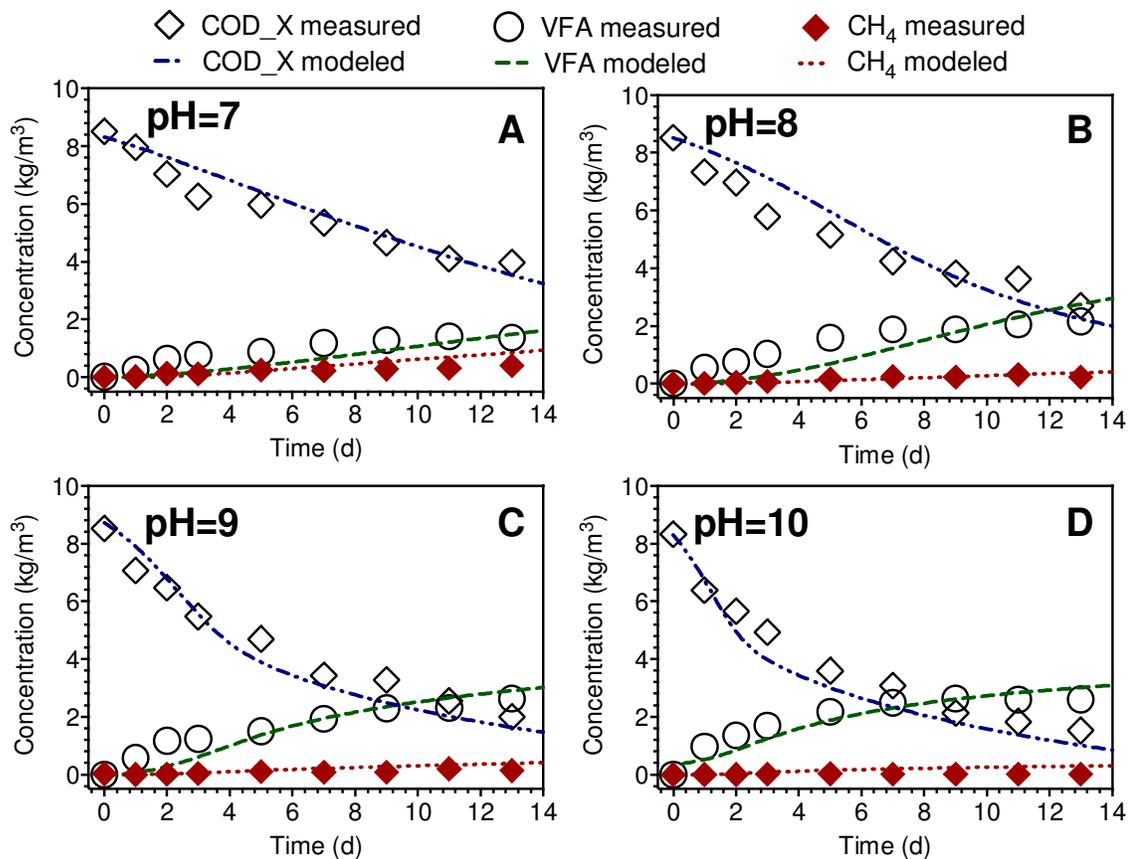 COD_X measured VFA measured CH₄ measured
COD_X modeled VFA modeled CH₄ modeled
pH=7 A
Concentration (kg/m³)
10
8
6
4
2
0
0 2 4 6 8 10 12 14
Time (d)
pH=8 B
Concentration (kg/m³)
10
8
6
4
2
0
0 2 4 6 8 10 12 14
Time (d)
pH=9 C
Concentration (kg/m³)
10
8
6
4
2
0
0 2 4 6 8 10 12 14
Time (d)
pH=10 D
Concentration (kg/m³)
10
8
6
4
2
0
0 2 4 6 8 10 12 14
Time (d)